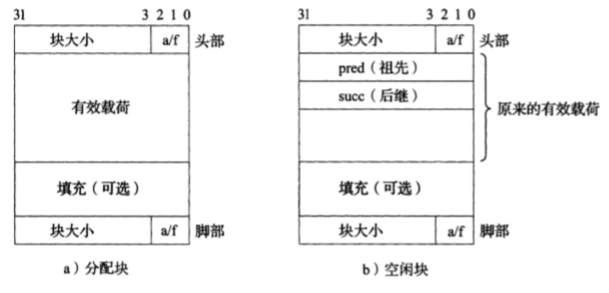 31 3 2 1 0
块大小 a/f 头部
有效载荷
填充（可选）
块大小 a/f 脚部
a）分配块
31 3 2 1 0
块大小 a/f 头部
pred（祖先）
succ（后继）
原来的有效载荷
填充（可选）
块大小 a/f 脚部
b）空闲块